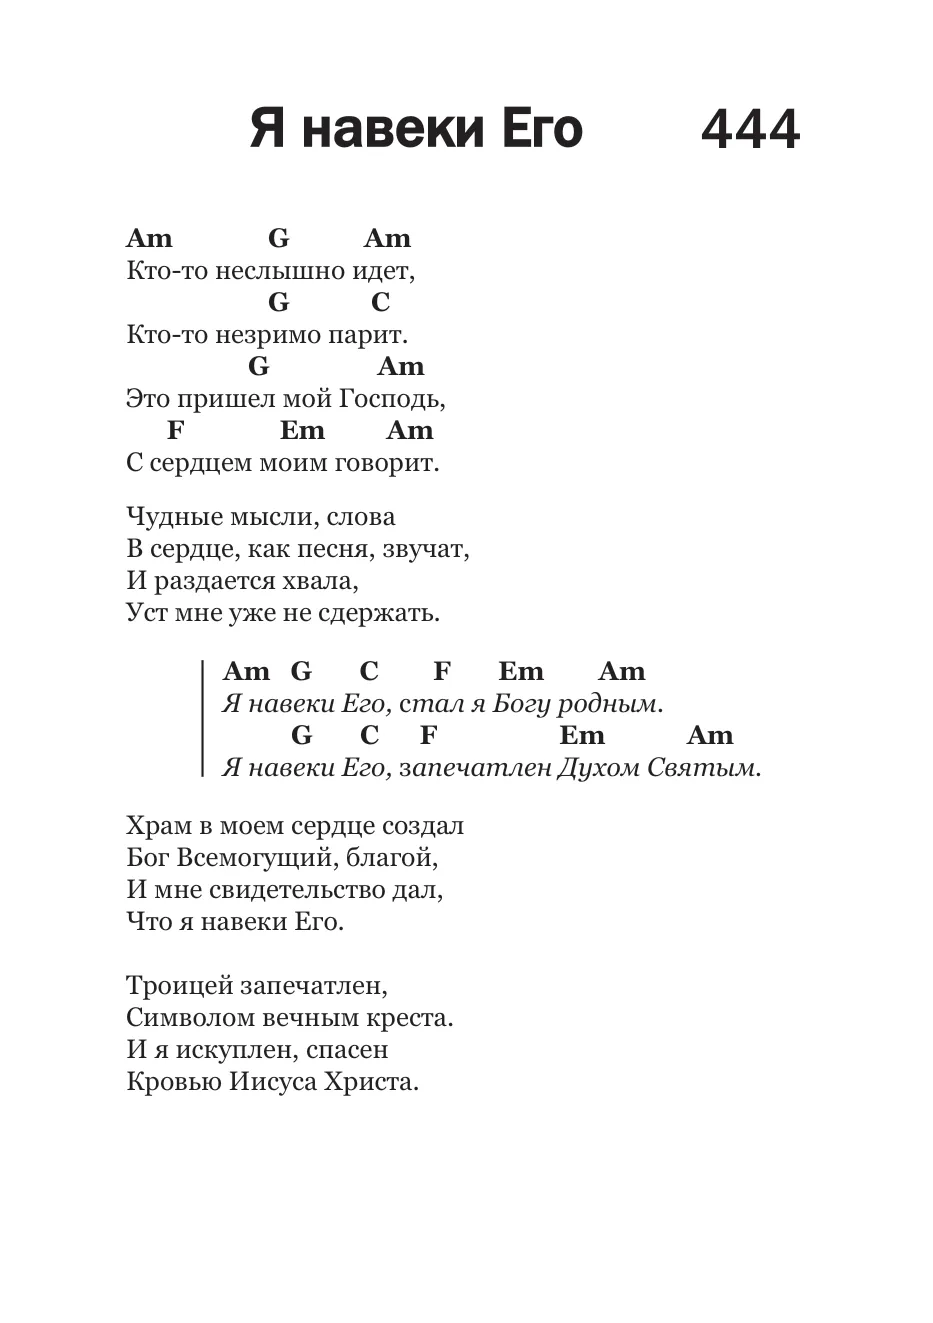 Я навеки Его 444
Am G Am
Кто-то неслышно идет,
G C
Кто-то незримо парит.
G Am
Это пришел мой Господь,
F Em Am
С сердцем моим говорит.
Чудные мысли, слова
В сердце, как песня, звучат,
И раздается хвала,
Уст мне уже не сдержать.
Am G C F Em Am
Я навеки Его, стал я Богу родным.
G C F Em Am
Я навеки Его, запечатлен Духом Святым.
Храм в моем сердце создал
Бог Всемогущий, благой,
И мне свидетельство дал,
Что я навеки Его.
Троицей запечатлен,
Символом вечным креста.
И я искуплен, спасен
Кровью Иисуса Христа.